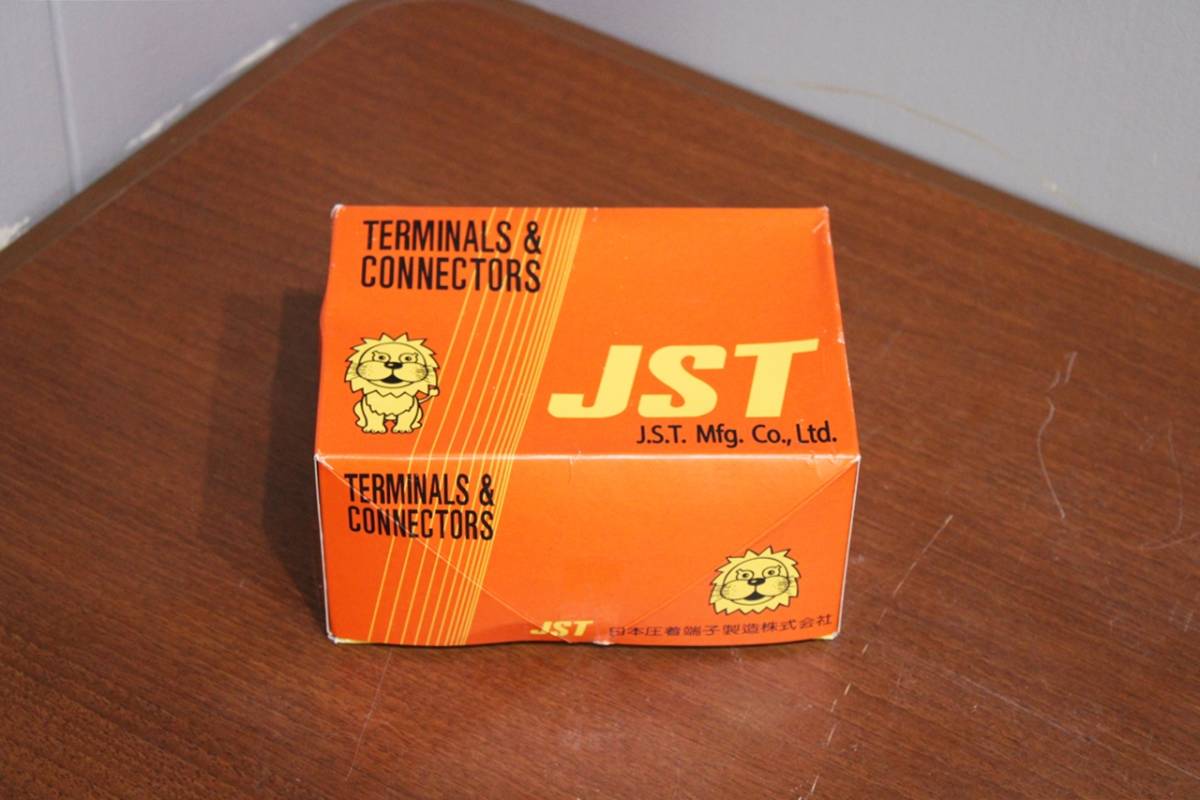 TERMINALS &
CONNECTORS
JST
J.S.T. Mfg. Co., Ltd.
TERMINALS &
CONNECTORS
JST 日本圧着端子製造株式会社